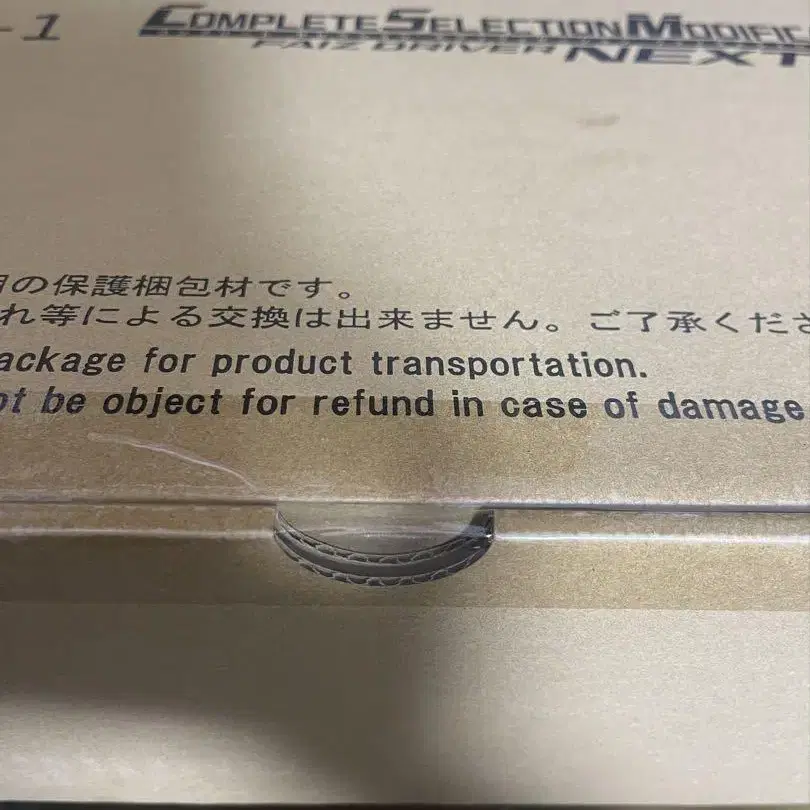 -1
COMPLETE SELECTION MODIFIC
FAIZ DRIVER NEXT
の保護梱包材です。
れ等による交換は出来ません。ご了承くださ
ackage for product transportation.
ot be object for refund in case of damage